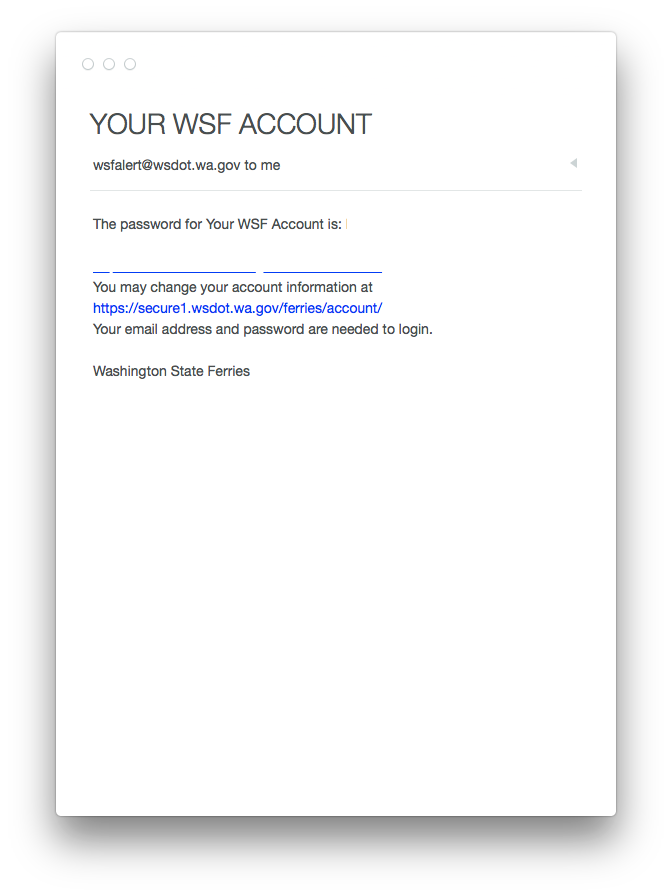 YOUR WSF ACCOUNT
wsfalert@wsdot.wa.gov to me
The password for Your WSF Account is:
You may change your account information at
https://secure1.wsdot.wa.gov/ferries/account/
Your email address and password are needed to login.
Washington State Ferries